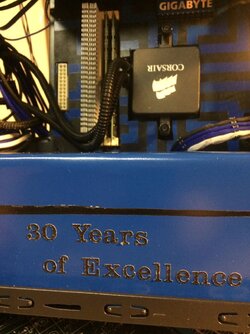 GIGABYTE
CORSAIR
30 Years
of Excellence